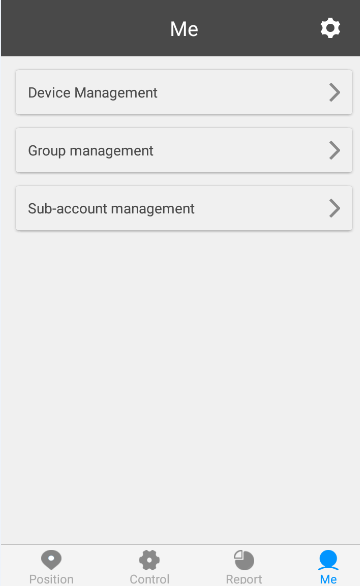 Me
Device Management
Group management
Sub-account management
Position
Control
Report
Me